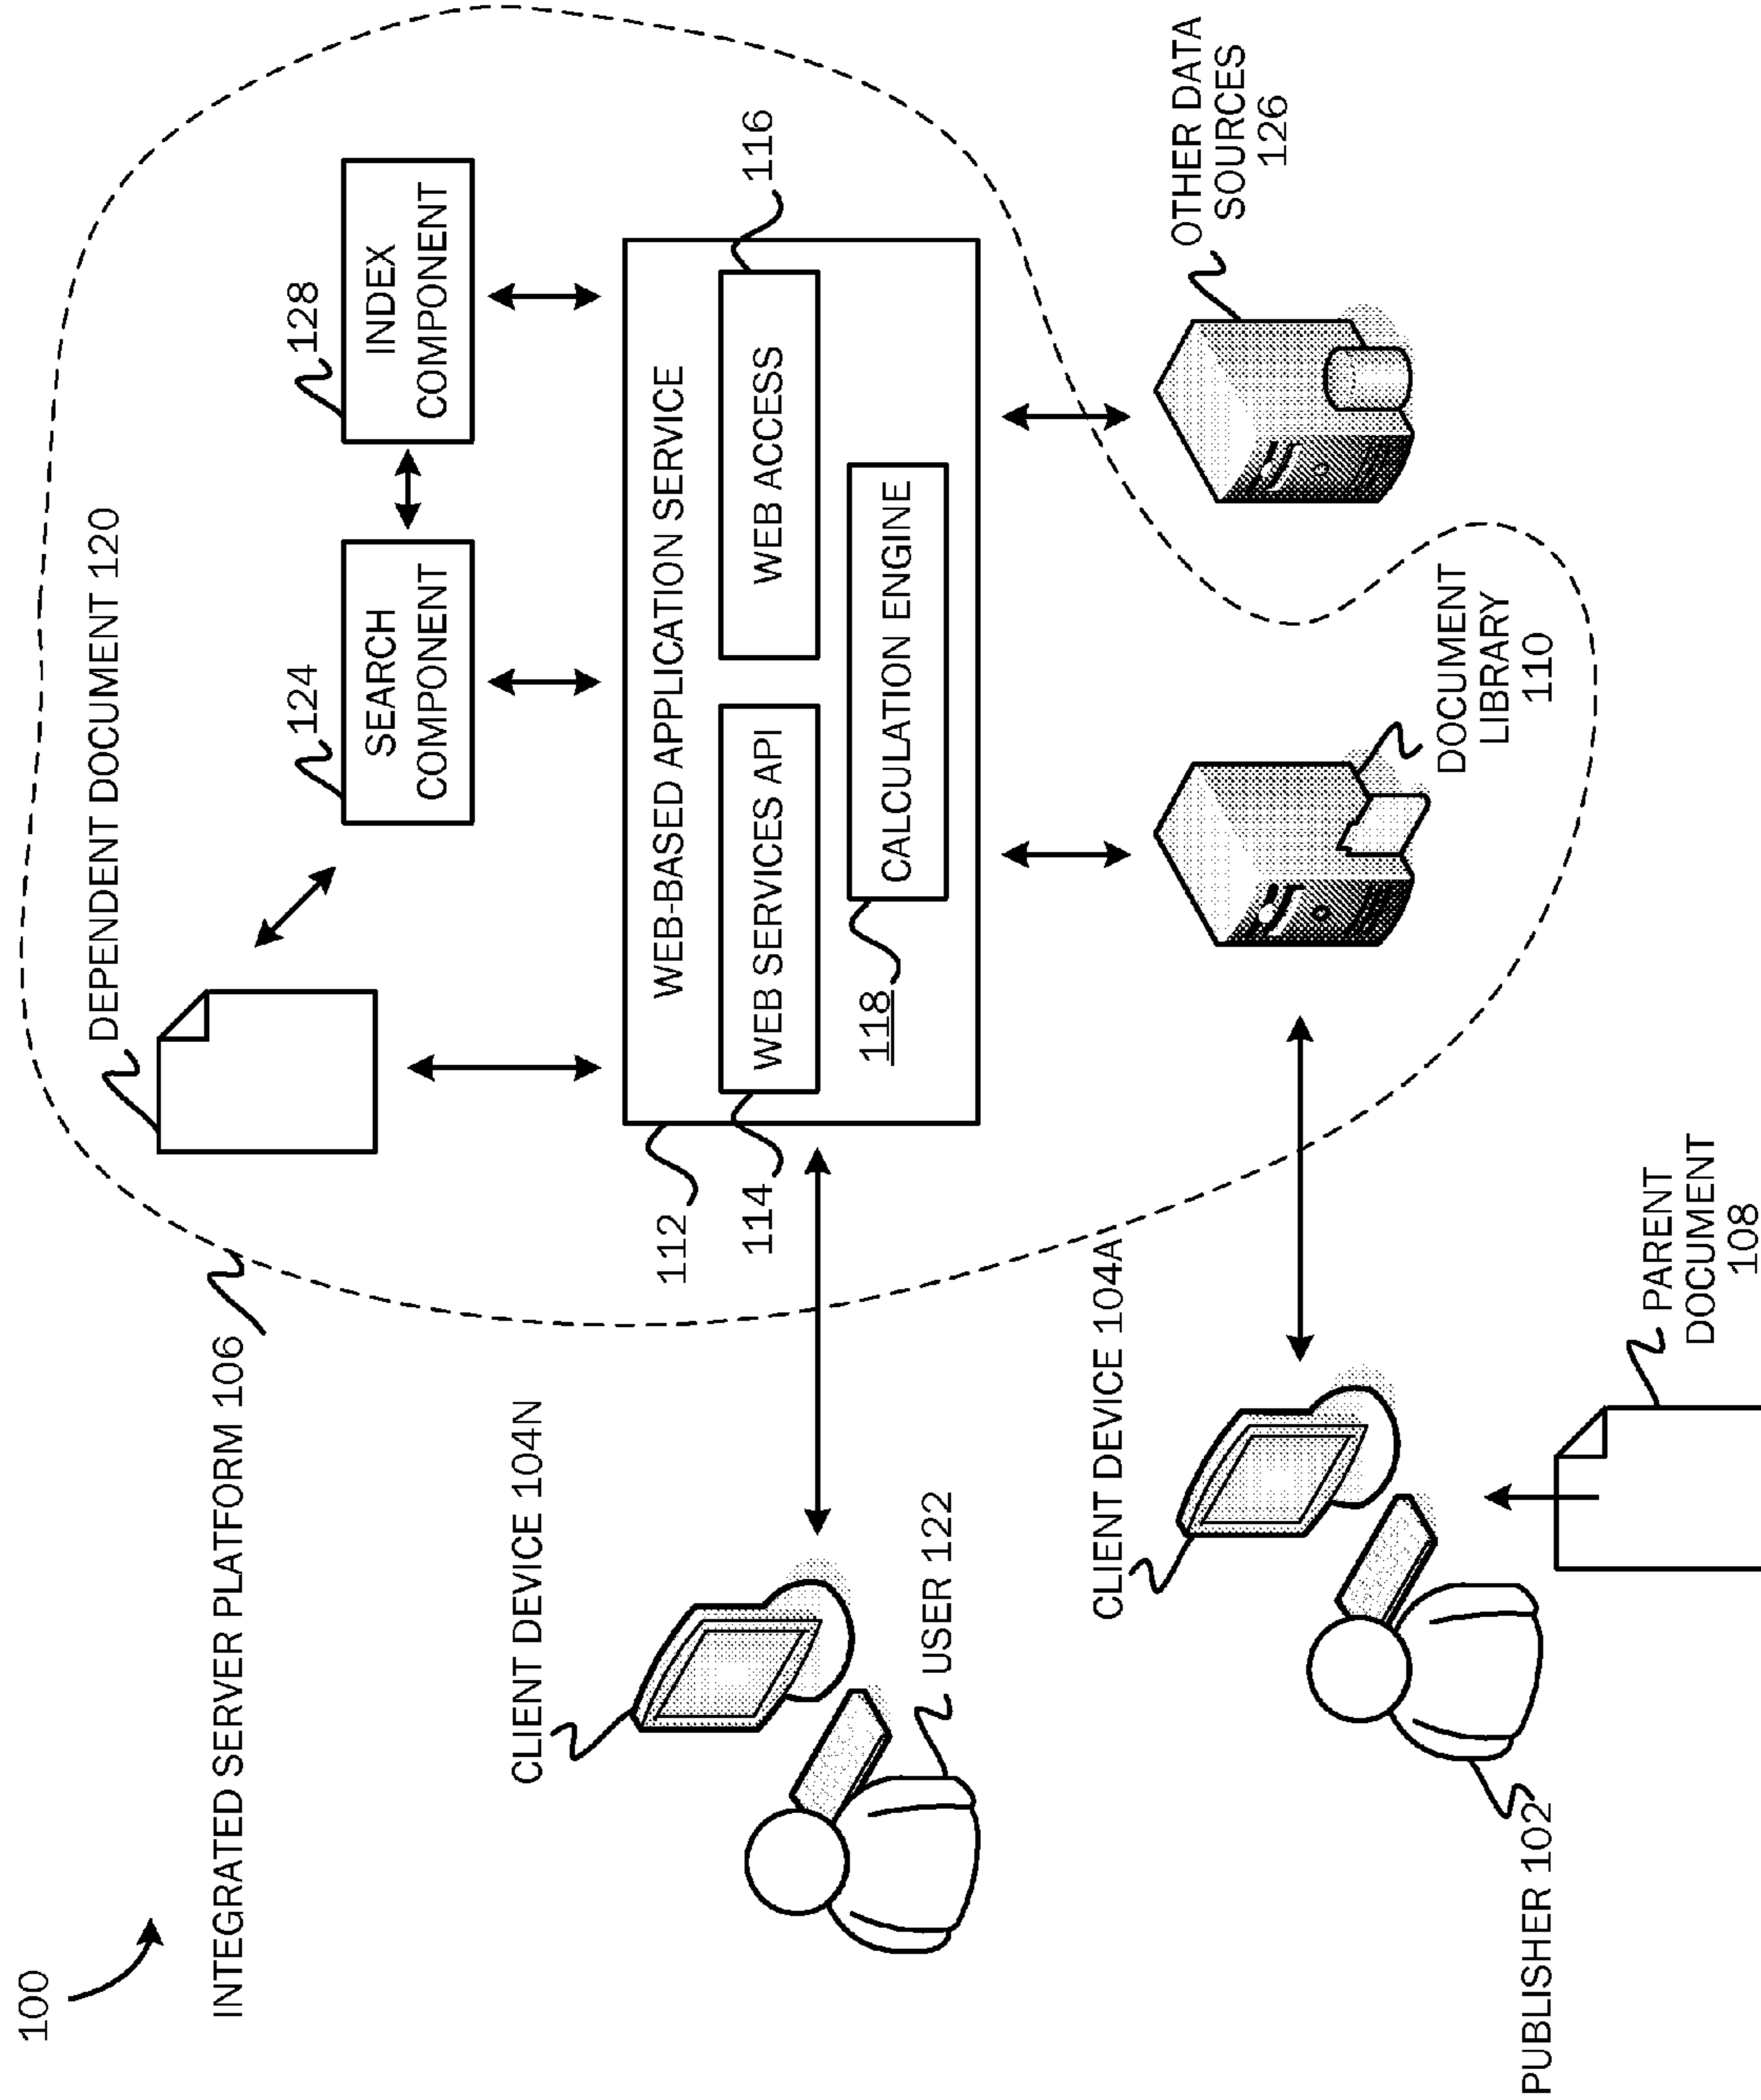 100
INTEGRATED SERVER PLATFORM 106
DEPENDENT DOCUMENT 120
124
SEARCH
COMPONENT
128
INDEX
COMPONENT
CLIENT DEVICE 104N
USER 122
112
114
WEB-BASED APPLICATION SERVICE
WEB SERVICES API
WEB ACCESS
116
118
CALCULATION ENGINE
CLIENT DEVICE 104A
PUBLISHER 102
PARENT
DOCUMENT
108
DOCUMENT
LIBRARY
110
OTHER DATA
SOURCES
126